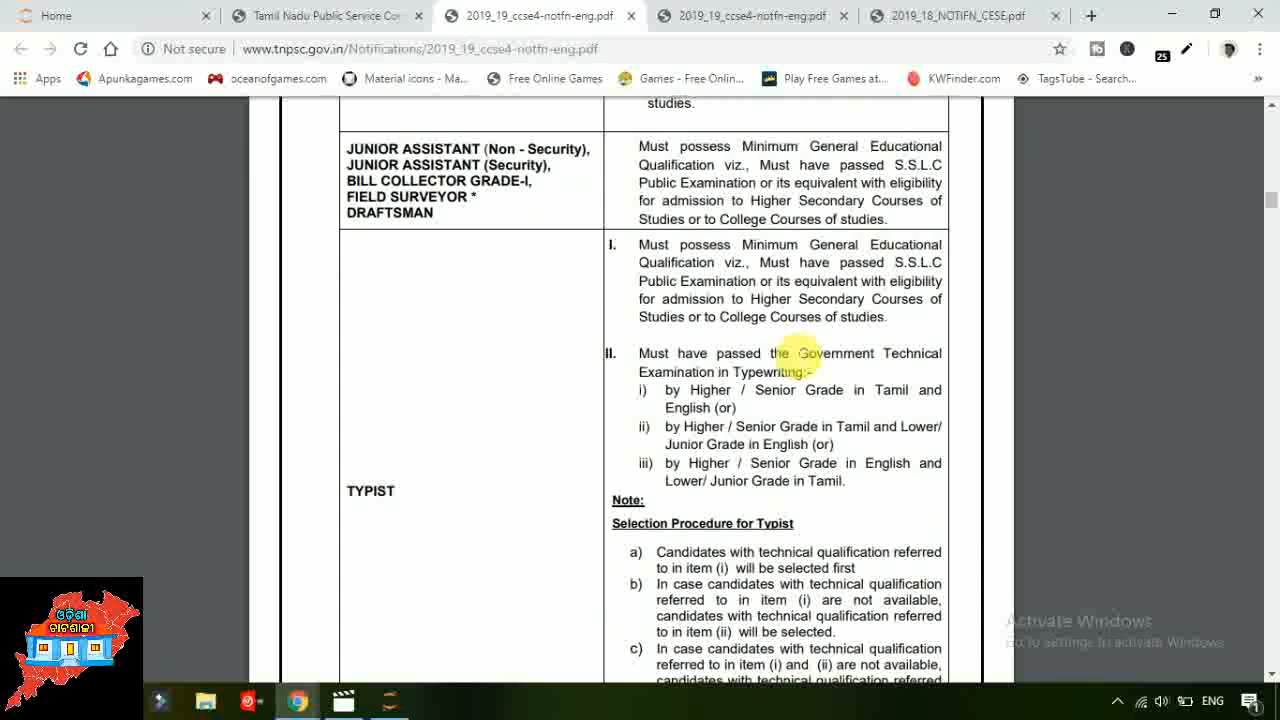 Home
Tamil Nadu Public Service Co
2019_19_ccse4-notfn-eng.pdf
2019_19_ccse4-notfn-eng.pdf
2019_18_NOTIFN_CESE.pdf
Not secure
www.tnpsc.gov.in/Notifications/2019_19_ccse4-notfn-eng.pdf
25
Apps
Apunkagames.com
oceanofgames.com
Material icons - Ma...
Free Online Games
Games - Free Onlin...
Play Free Games at...
KWFinder.com
TagsTube - Search...
»
studies.
JUNIOR ASSISTANT (Non - Security),
JUNIOR ASSISTANT (Security),
BILL COLLECTOR GRADE-I,
FIELD SURVEYOR *
DRAFTSMAN
Must possess Minimum General Educational
Qualification viz., Must have passed S.S.L.C
Public Examination or its equivalent with eligibility
for admission to Higher Secondary Courses of
Studies or to College Courses of studies.
TYPIST
I. Must possess Minimum General Educational
Qualification viz., Must have passed S.S.L.C
Public Examination or its equivalent with eligibility
for admission to Higher Secondary Courses of
Studies or to College Courses of studies.
II. Must have passed the Government Technical
Examination in Typewriting:-
i) by Higher / Senior Grade in Tamil and
English (or)
ii) by Higher / Senior Grade in Tamil and Lower/
Junior Grade in English (or)
iii) by Higher / Senior Grade in English and
Lower/ Junior Grade in Tamil.
Note:
Selection Procedure for Typist
a) Candidates with technical qualification referred
to in item (i) will be selected first
b) In case candidates with technical qualification
referred to in item (i) are not available,
candidates with technical qualification referred
to in item (ii) will be selected.
c) In case candidates with technical qualification
referred to in item (i) and (ii) are not available,
candidates with technical qualification referred
Activate Windows
Go to Settings to activate Windows.
ଓଡ଼ିଶା
ଚାଟଶାଳୀ
ENG
1